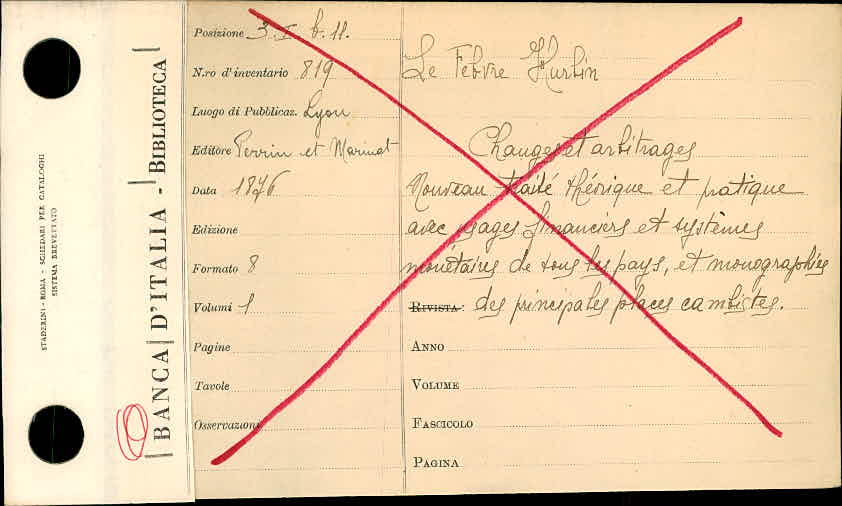 STADERINI - ROMA - SCHEDARI PER CATALOGHI
SISTEMA BREVETTATO
BANCA D'ITALIA - BIBLIOTECA
Posizione 3. I. b. 11.
N.ro d'inventario 819
Luogo di Pubblicaz. Lyon
Editore Perrin et Marinet
Data 1876
Edizione
Formato 8
Volumi 1
Pagine
Tavole
Osservazioni
Le Febvre Hurbin
Changes et arbitrages
Nouveau traité théorique et pratique
avec usages financiers et systèmes
monétaires de tous les pays, et monographies
RIVISTA: des principales places cambistes.
ANNO
VOLUME
FASCICOLO
PAGINA